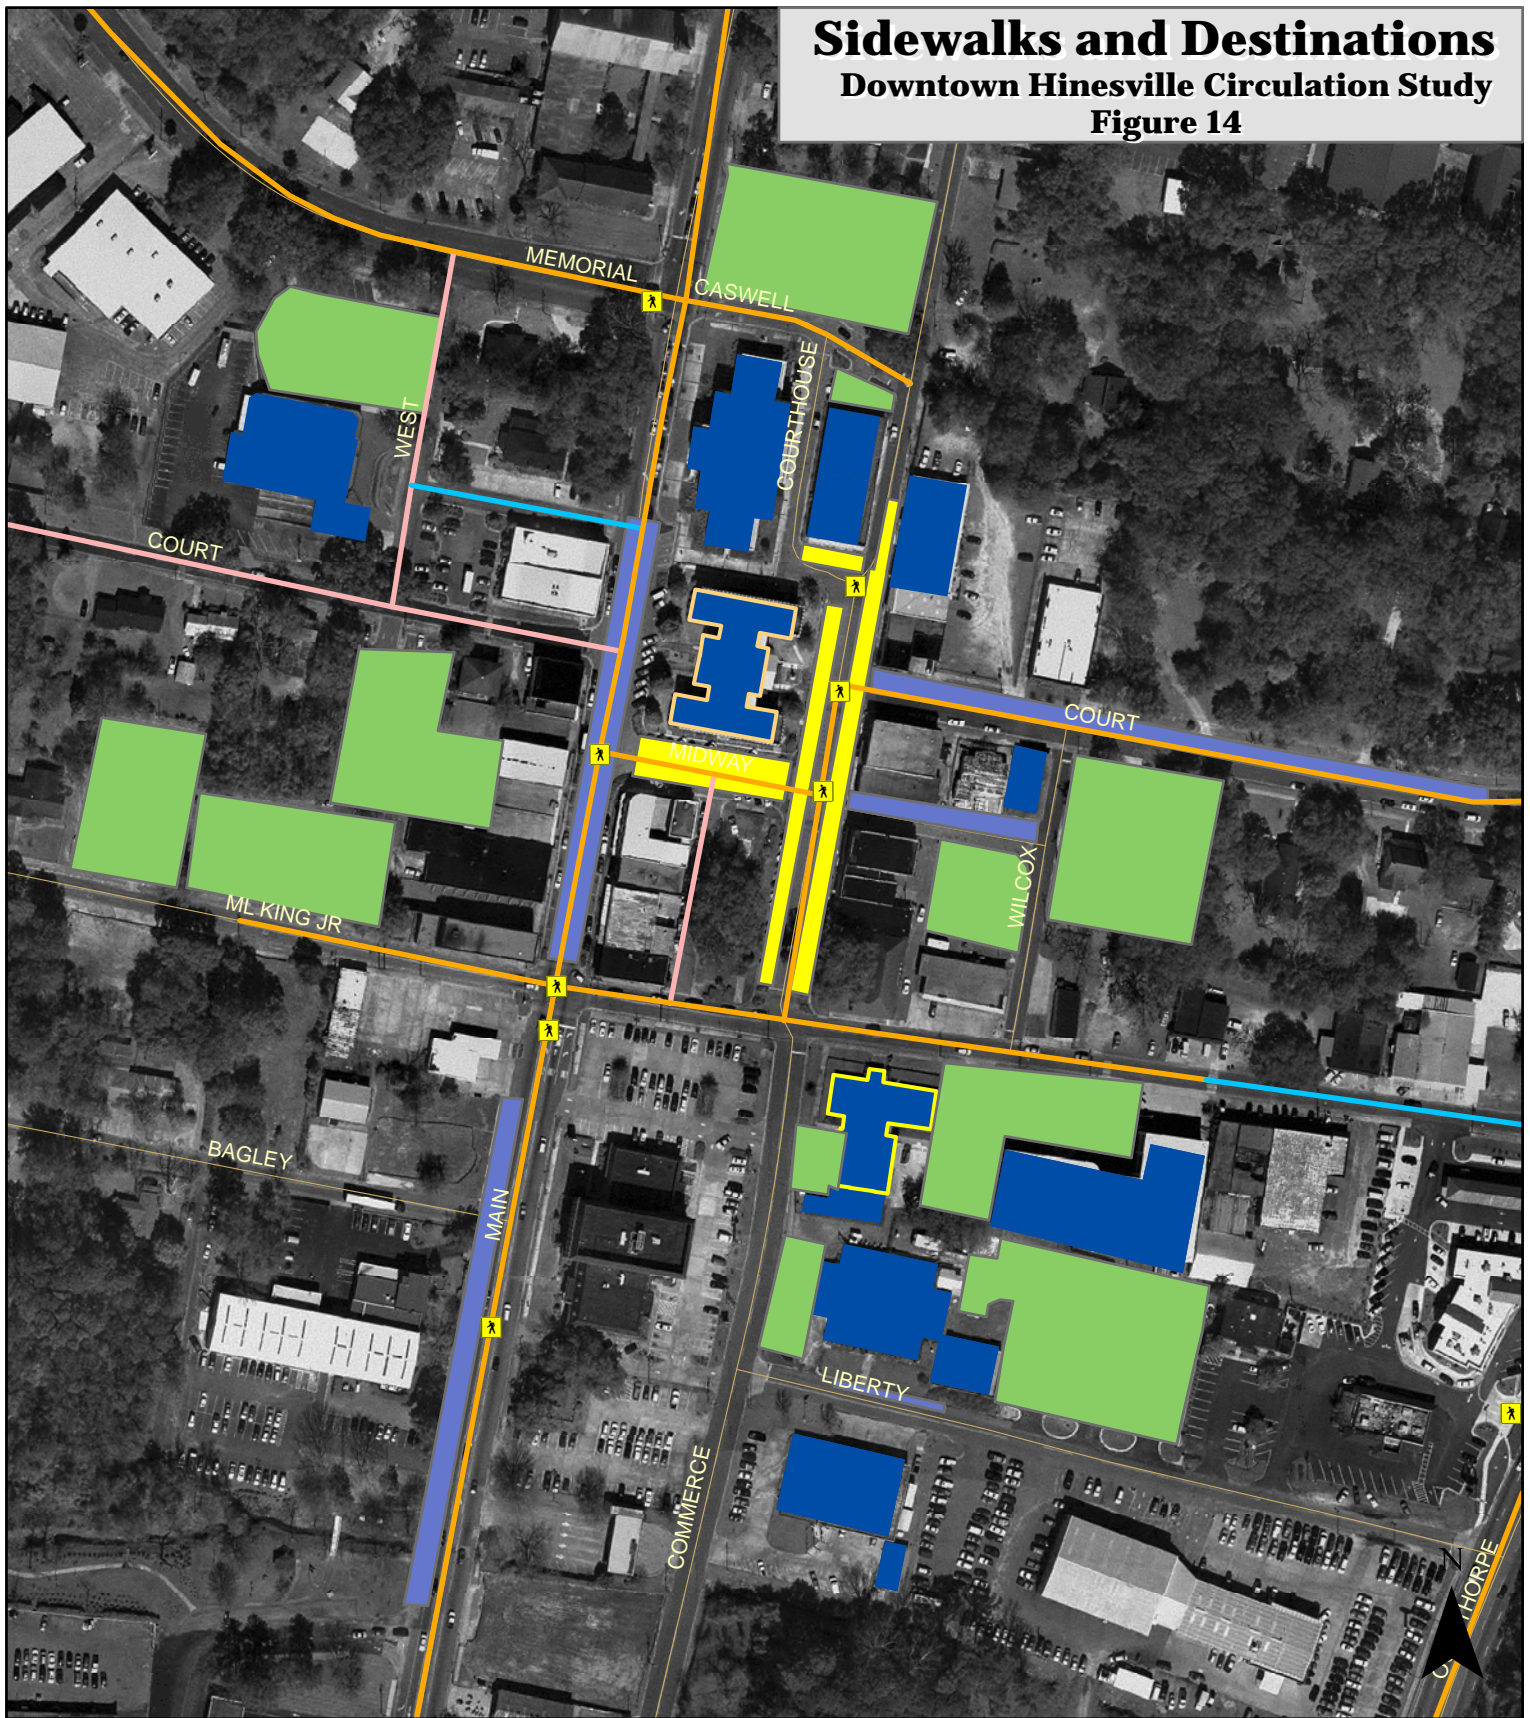 Sidewalks and Destinations
Downtown Hinesville Circulation Study
Figure 14
MEMORIAL
CASWELL
COURTHOUSE
WEST
COURT
MIDWAY
COURT
WILCOX
ML KING JR
BAGLEY
MAIN
LIBERTY
COMMERCE
N
THORPE